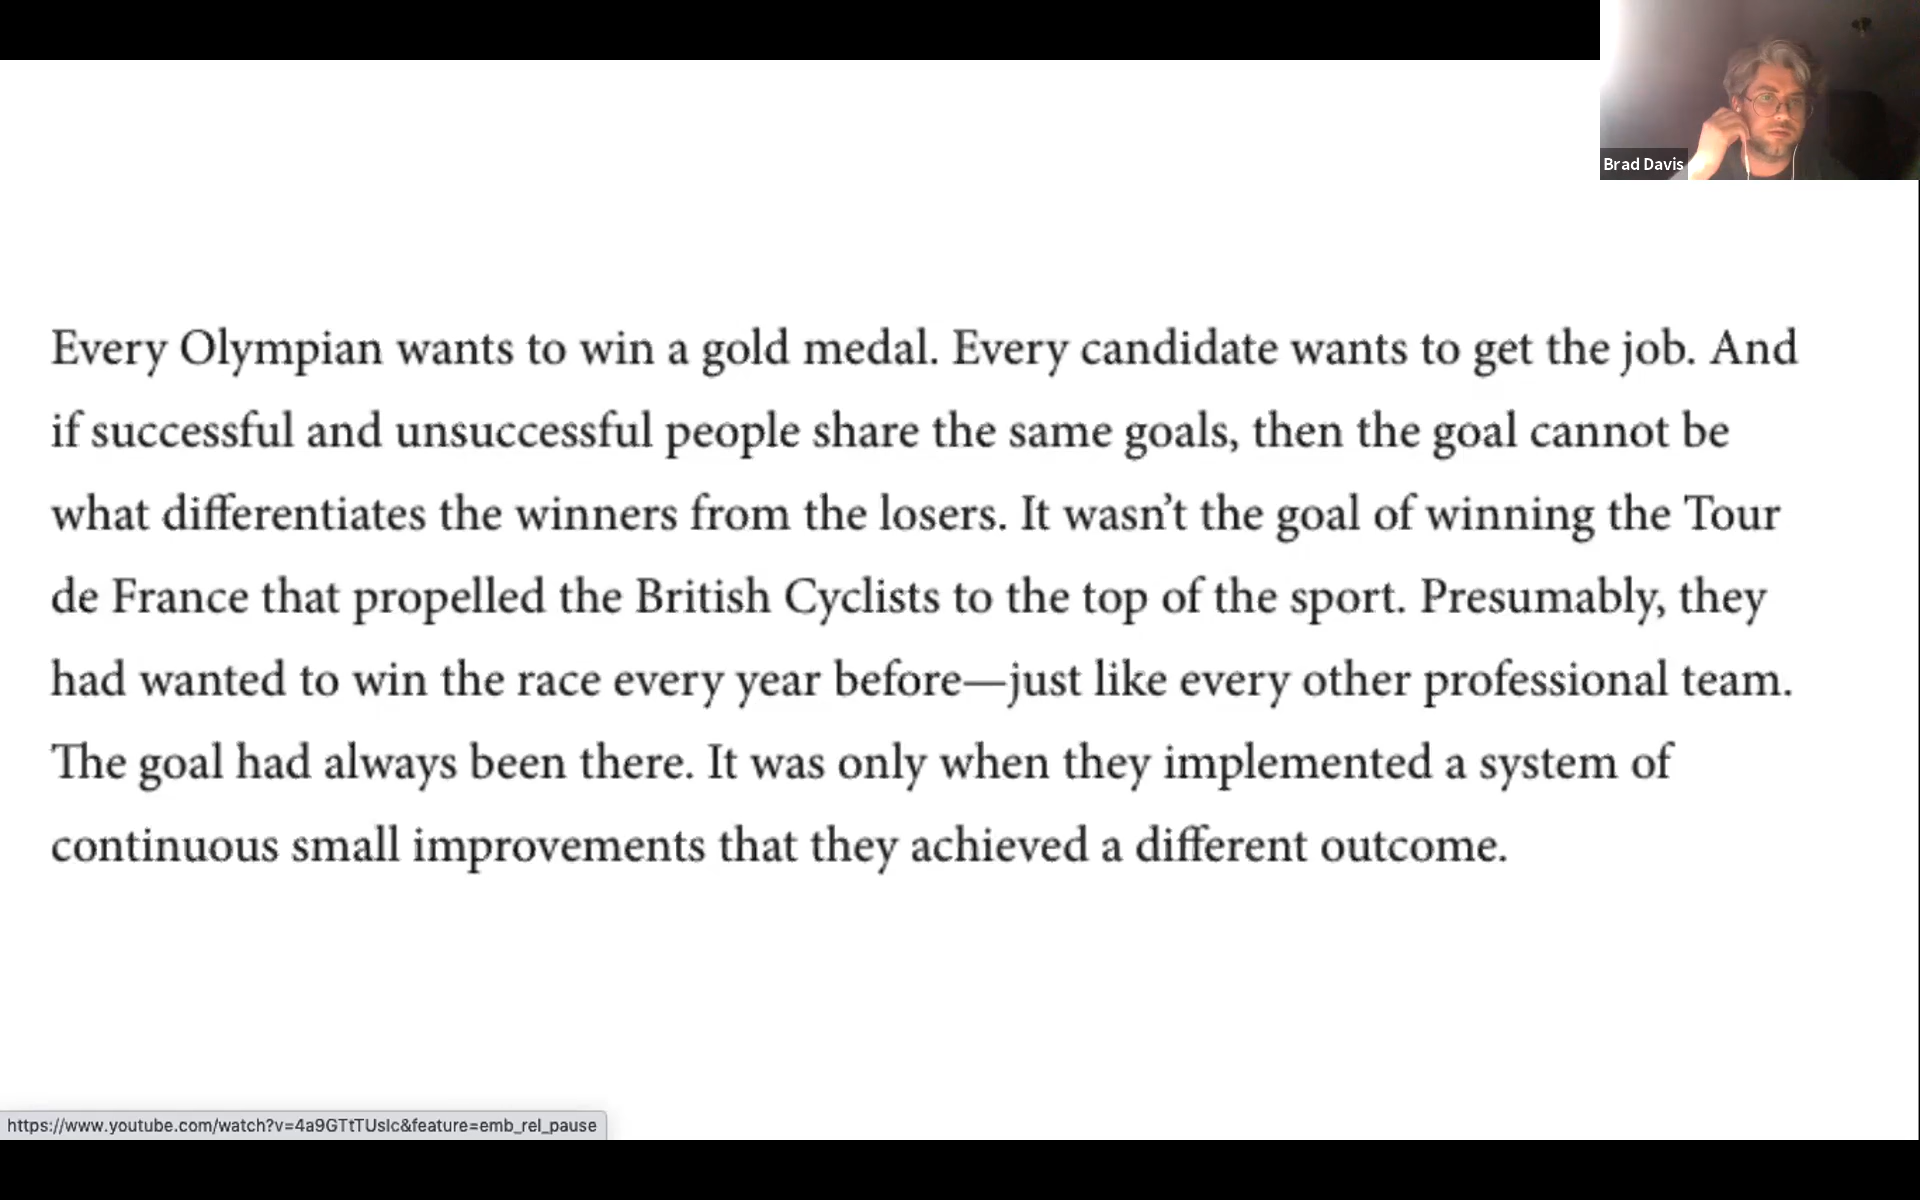 Brad Davis
Every Olympian wants to win a gold medal. Every candidate wants to get the job. And
if successful and unsuccessful people share the same goals, then the goal cannot be
what differentiates the winners from the losers. It wasn’t the goal of winning the Tour
de France that propelled the British Cyclists to the top of the sport. Presumably, they
had wanted to win the race every year before—just like every other professional team.
The goal had always been there. It was only when they implemented a system of
continuous small improvements that they achieved a different outcome.
https://www.youtube.com/watch?v=4a9GTtTUslc&feature=emb_rel_pause